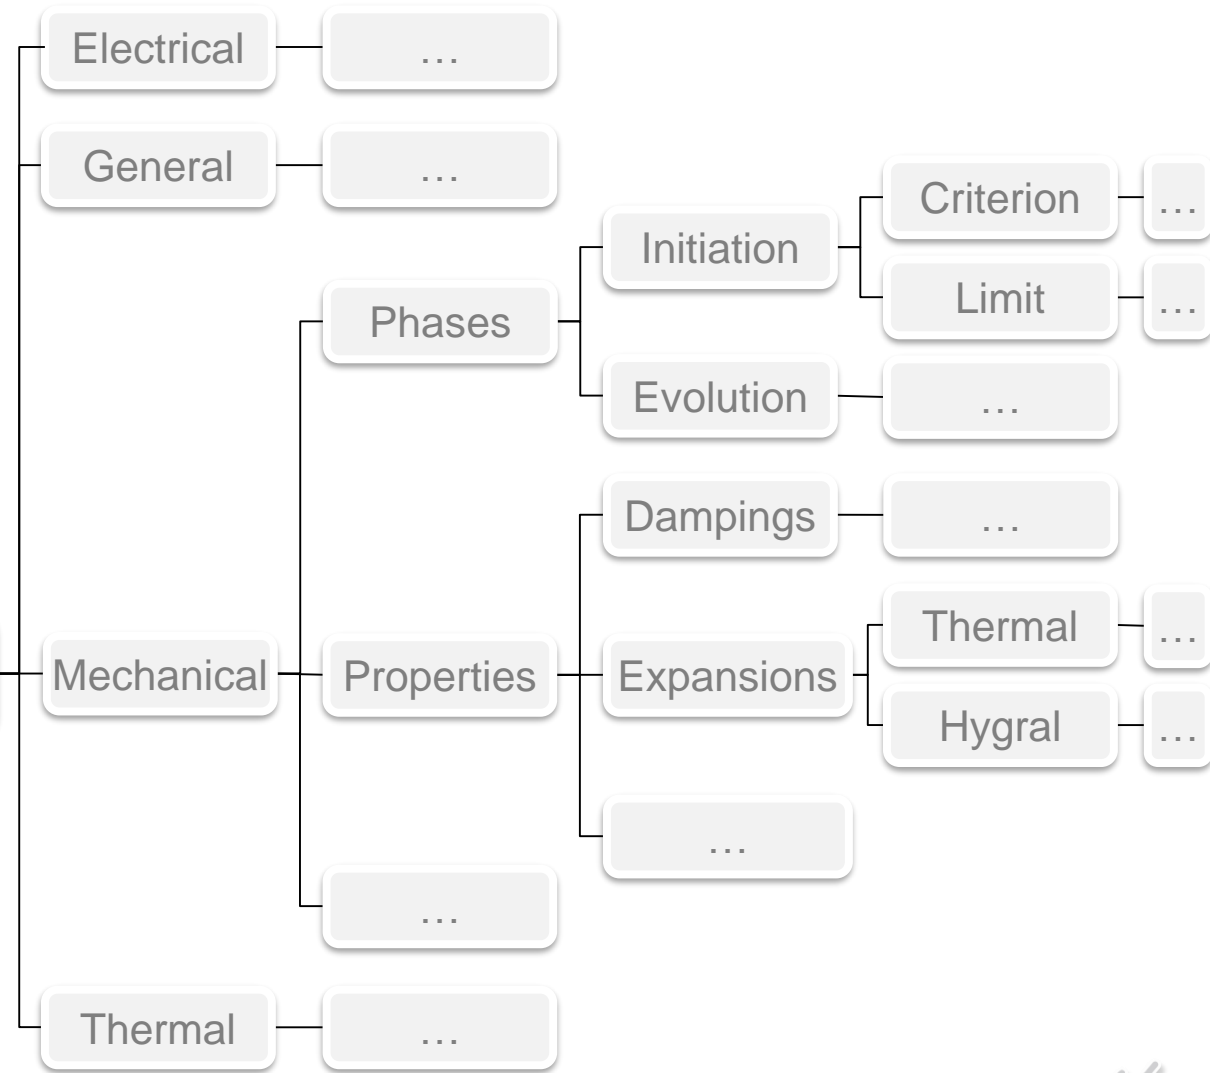 Electrical
…
General
…
Criterion
…
Initiation
Limit
…
Phases
Evolution
…
Dampings
…
Thermal
…
Mechanical
Properties
Expansions
Hygral
…
…
…
Thermal
…